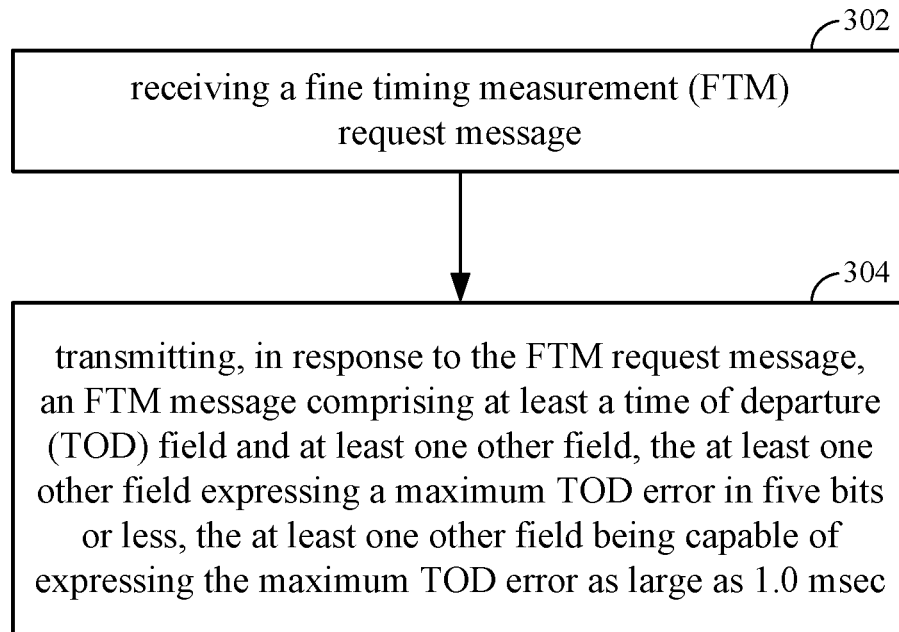 302
receiving a fine timing measurement (FTM)
request message
304
transmitting, in response to the FTM request message,
an FTM message comprising at least a time of departure
(TOD) field and at least one other field, the at least one
other field expressing a maximum TOD error in five bits
or less, the at least one other field being capable of
expressing the maximum TOD error as large as 1.0 msec